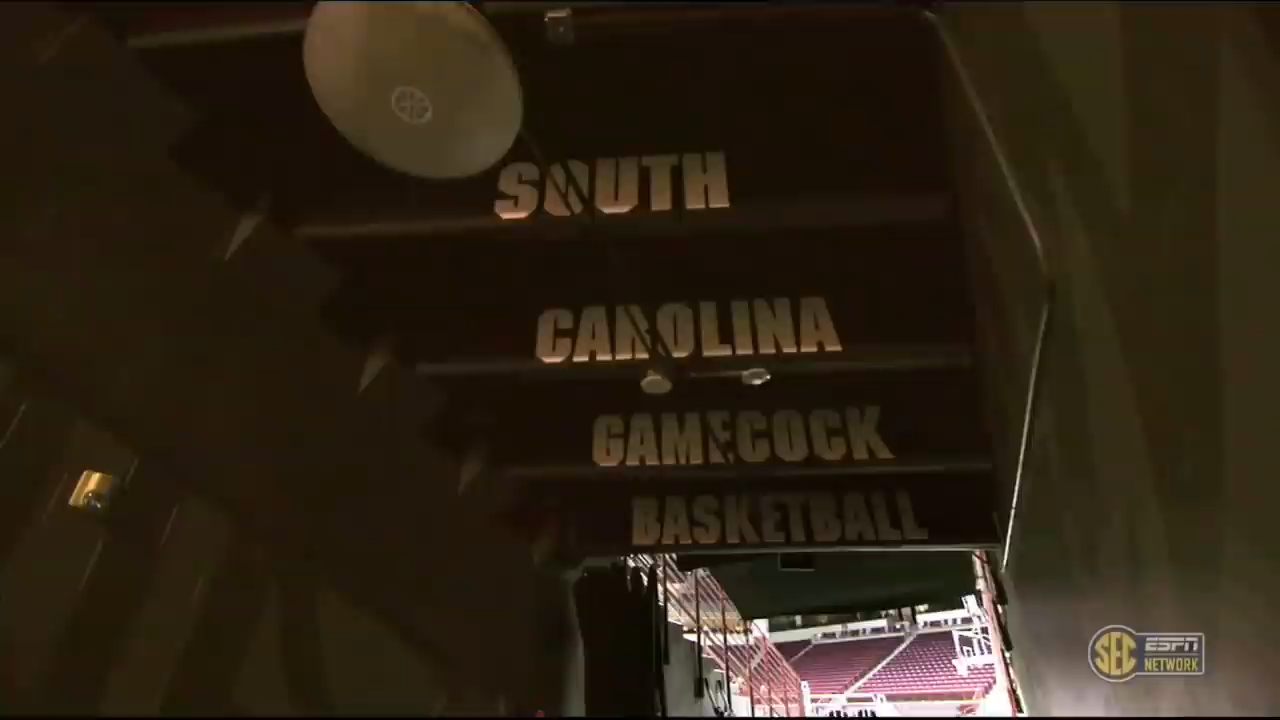 SOUTH
CAROLINA
GAMECOCK
BASKETBALL
SEC ESPN
NETWORK